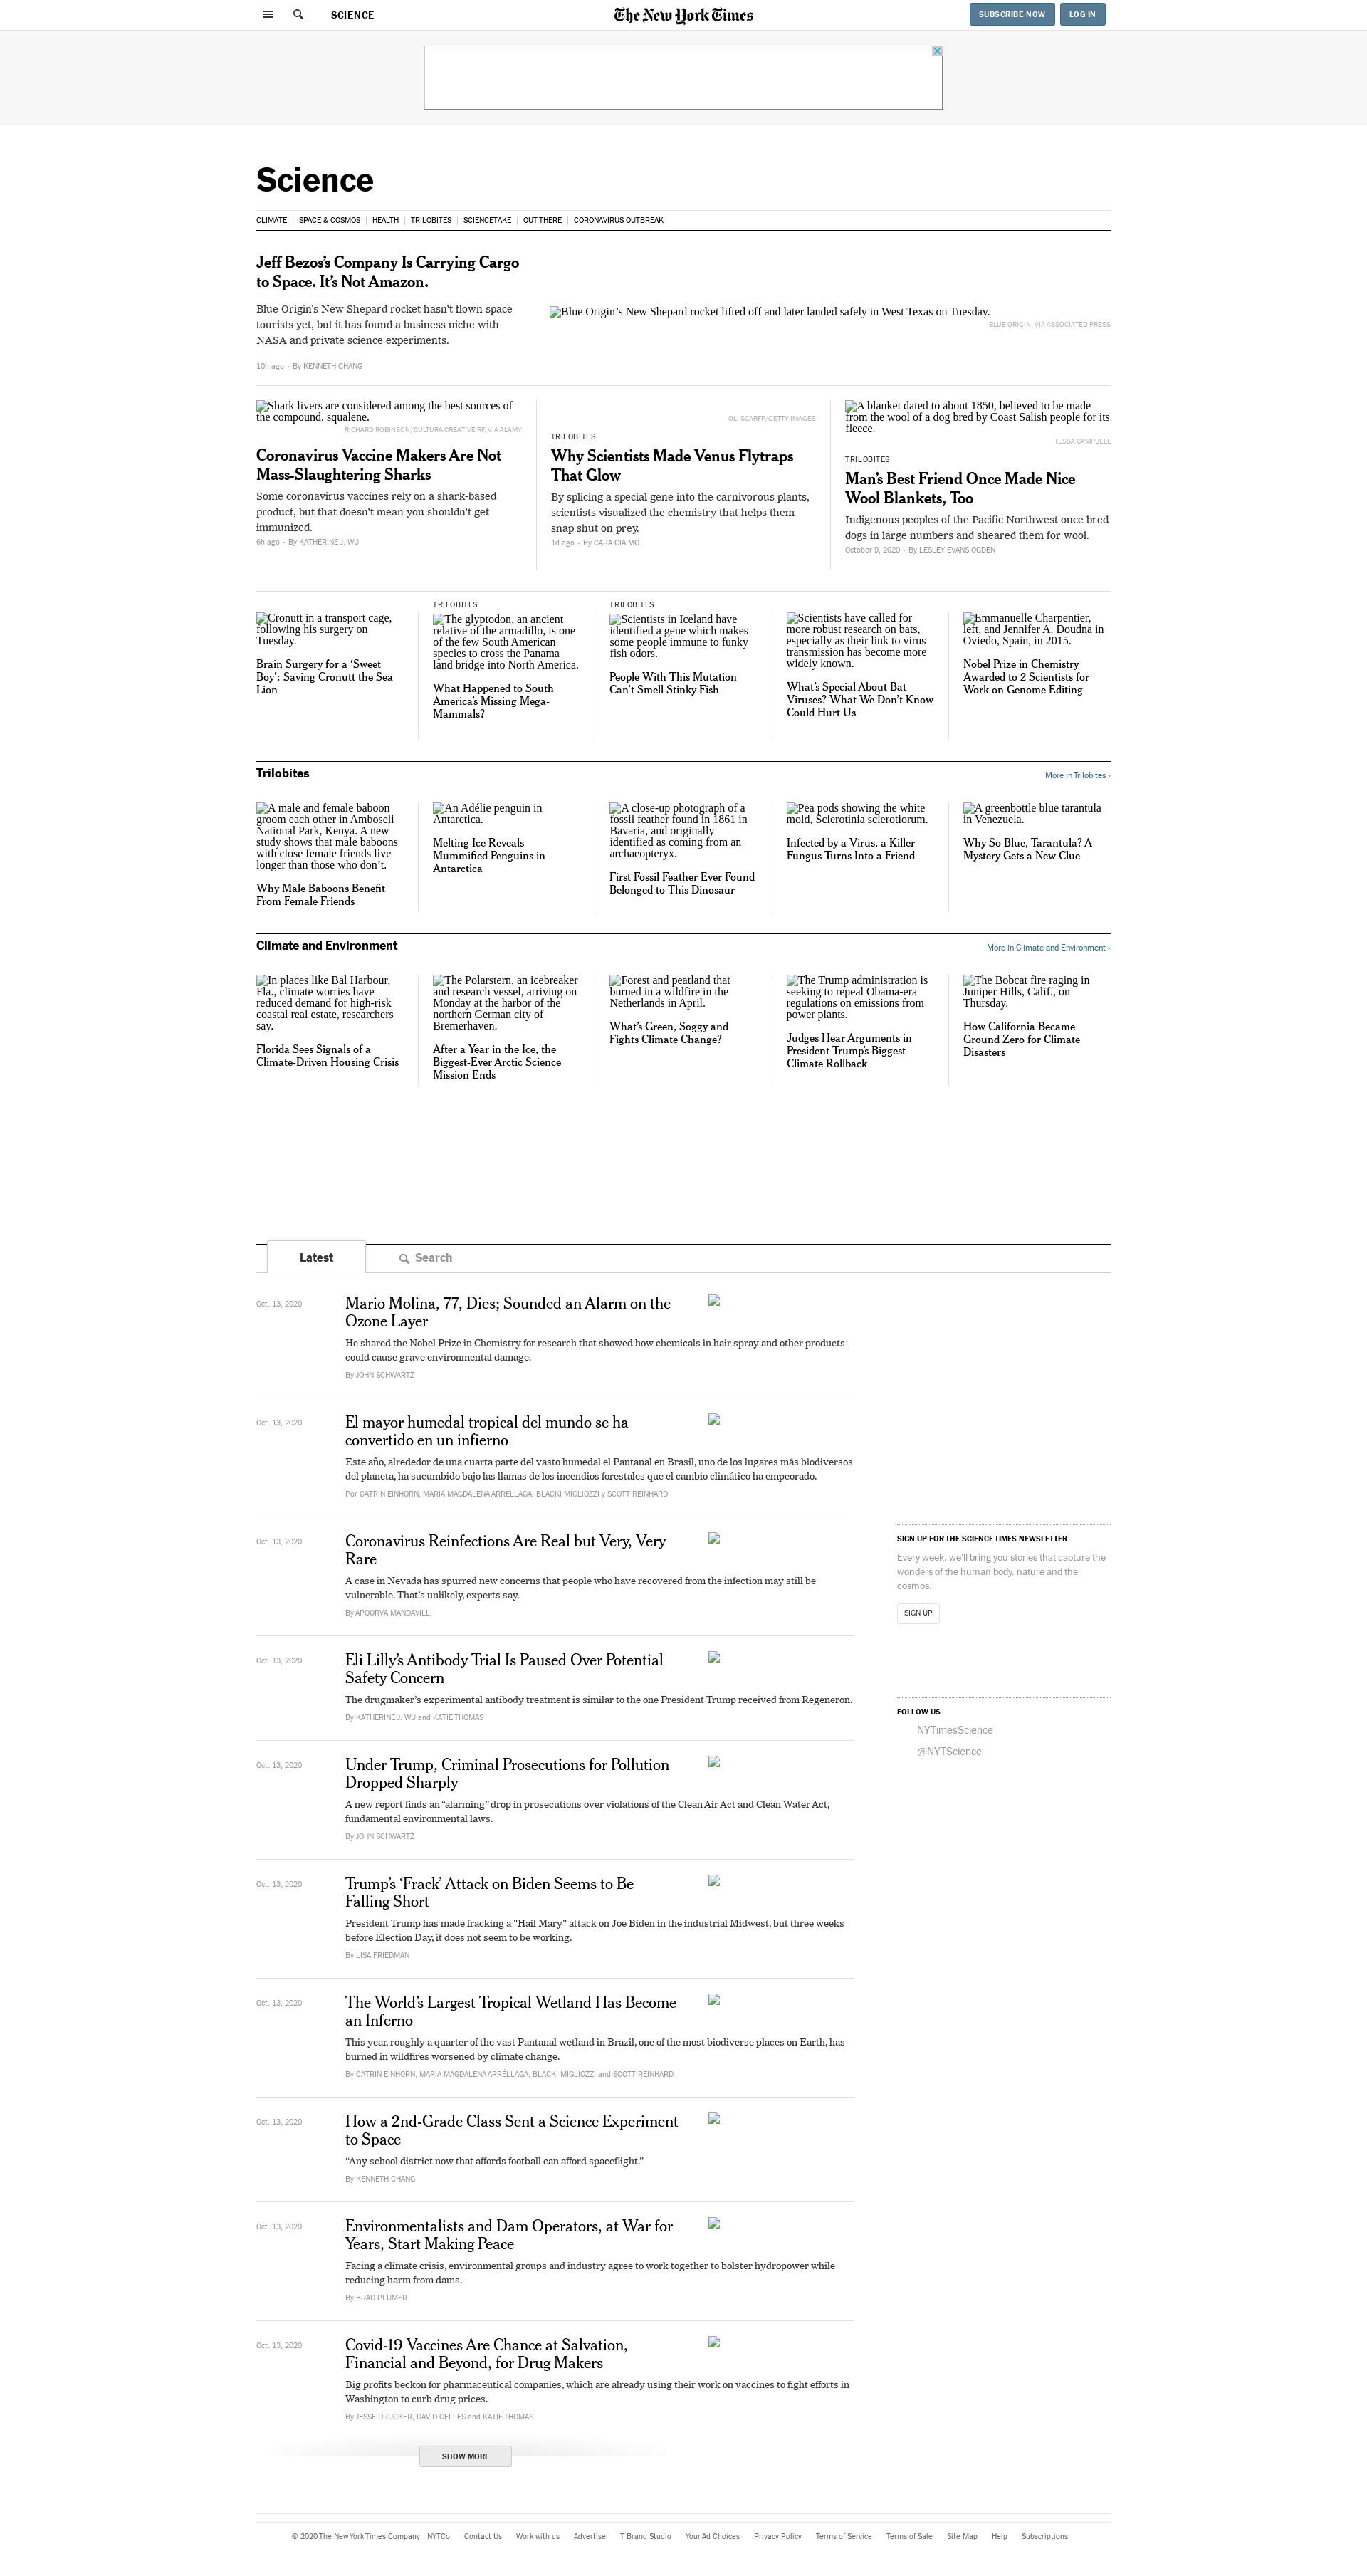 SCIENCE
The New York Times
SUBSCRIBE NOW
LOG IN
Science
CLIMATE
SPACE & COSMOS
HEALTH
TRILOBITES
SCIENCETAKE
OUT THERE
CORONAVIRUS OUTBREAK
Jeff Bezos’s Company Is Carrying Cargo
to Space. It’s Not Amazon.
Blue Origin's New Shepard rocket hasn’t flown space
tourists yet, but it has found a business niche with
NASA and private science experiments.
10h ago • By KENNETH CHANG
Blue Origin’s New Shepard rocket lifted off and later landed safely in West Texas on Tuesday.
BLUE ORIGIN, VIA ASSOCIATED PRESS
Shark livers are considered among the best sources of
the compound, squalene.
RICHARD ROBINSON/CULTURA CREATIVE RF, VIA ALAMY
Coronavirus Vaccine Makers Are Not
Mass-Slaughtering Sharks
Some coronavirus vaccines rely on a shark-based
product, but that doesn't mean you shouldn't get
immunized.
6h ago • By KATHERINE J. WU
OLI SCARFF/GETTY IMAGES
TRILOBITES
Why Scientists Made Venus Flytraps
That Glow
By splicing a special gene into the carnivorous plants,
scientists visualized the chemistry that helps them
snap shut on prey.
1d ago • By CARA GIAIMO
A blanket dated to about 1850, believed to be made
from the wool of a dog bred by Coast Salish people for its
fleece.
TESSA CAMPBELL
TRILOBITES
Man’s Best Friend Once Made Nice
Wool Blankets, Too
Indigenous peoples of the Pacific Northwest once bred
dogs in large numbers and sheared them for wool.
October 9, 2020 • By LESLEY EVANS OGDEN
Cronutt in a transport cage,
following his surgery on
Tuesday.
Brain Surgery for a ‘Sweet
Boy’: Saving Cronutt the Sea
Lion
TRILOBITES
The glyptodon, an ancient
relative of the armadillo, is one
of the few South American
species to cross the Panama
land bridge into North America.
What Happened to South
America’s Missing Mega-
Mammals?
TRILOBITES
Scientists in Iceland have
identified a gene which makes
some people immune to funky
fish odors.
People With This Mutation
Can’t Smell Stinky Fish
Scientists have called for
more robust research on bats,
especially as their link to virus
transmission has become more
widely known.
What’s Special About Bat
Viruses? What We Don’t Know
Could Hurt Us
Emmanuelle Charpentier,
left, and Jennifer A. Doudna in
Oviedo, Spain, in 2015.
Nobel Prize in Chemistry
Awarded to 2 Scientists for
Work on Genome Editing
Trilobites
More in Trilobites ›
A male and female baboon
groom each other in Amboseli
National Park, Kenya. A new
study shows that male baboons
with close female friends live
longer than those who don’t.
Why Male Baboons Benefit
From Female Friends
An Adélie penguin in
Antarctica.
Melting Ice Reveals
Mummified Penguins in
Antarctica
A close-up photograph of a
fossil feather found in 1861 in
Bavaria, and originally
identified as coming from an
archaeopteryx.
First Fossil Feather Ever Found
Belonged to This Dinosaur
Pea pods showing the white
mold, Sclerotinia sclerotiorum.
Infected by a Virus, a Killer
Fungus Turns Into a Friend
A greenbottle blue tarantula
in Venezuela.
Why So Blue, Tarantula? A
Mystery Gets a New Clue
Climate and Environment
More in Climate and Environment ›
In places like Bal Harbour,
Fla., climate worries have
reduced demand for high-risk
coastal real estate, researchers
say.
Florida Sees Signals of a
Climate-Driven Housing Crisis
The Polarstern, an icebreaker
and research vessel, arriving on
Monday at the harbor of the
northern German city of
Bremerhaven.
After a Year in the Ice, the
Biggest-Ever Arctic Science
Mission Ends
Forest and peatland that
burned in a wildfire in the
Netherlands in April.
What’s Green, Soggy and
Fights Climate Change?
The Trump administration is
seeking to repeal Obama-era
regulations on emissions from
power plants.
Judges Hear Arguments in
President Trump’s Biggest
Climate Rollback
The Bobcat fire raging in
Juniper Hills, Calif., on
Thursday.
How California Became
Ground Zero for Climate
Disasters
Latest
Search
Oct. 13, 2020
Mario Molina, 77, Dies; Sounded an Alarm on the
Ozone Layer
He shared the Nobel Prize in Chemistry for research that showed how chemicals in hair spray and other products
could cause grave environmental damage.
By JOHN SCHWARTZ
Oct. 13, 2020
El mayor humedal tropical del mundo se ha
convertido en un infierno
Este año, alrededor de una cuarta parte del vasto humedal el Pantanal en Brasil, uno de los lugares más biodiversos
del planeta, ha sucumbido bajo las llamas de los incendios forestales que el cambio climático ha empeorado.
Por CATRIN EINHORN, MARIA MAGDALENA ARRÉLLAGA, BLACKI MIGLIOZZI y SCOTT REINHARD
Oct. 13, 2020
Coronavirus Reinfections Are Real but Very, Very
Rare
A case in Nevada has spurred new concerns that people who have recovered from the infection may still be
vulnerable. That’s unlikely, experts say.
By APOORVA MANDAVILLI
Oct. 13, 2020
Eli Lilly’s Antibody Trial Is Paused Over Potential
Safety Concern
The drugmaker’s experimental antibody treatment is similar to the one President Trump received from Regeneron.
By KATHERINE J. WU and KATIE THOMAS
Oct. 13, 2020
Under Trump, Criminal Prosecutions for Pollution
Dropped Sharply
A new report finds an “alarming” drop in prosecutions over violations of the Clean Air Act and Clean Water Act,
fundamental environmental laws.
By JOHN SCHWARTZ
Oct. 13, 2020
Trump’s ‘Frack’ Attack on Biden Seems to Be
Falling Short
President Trump has made fracking a "Hail Mary" attack on Joe Biden in the industrial Midwest, but three weeks
before Election Day, it does not seem to be working.
By LISA FRIEDMAN
Oct. 13, 2020
The World’s Largest Tropical Wetland Has Become
an Inferno
This year, roughly a quarter of the vast Pantanal wetland in Brazil, one of the most biodiverse places on Earth, has
burned in wildfires worsened by climate change.
By CATRIN EINHORN, MARIA MAGDALENA ARRÉLLAGA, BLACKI MIGLIOZZI and SCOTT REINHARD
Oct. 13, 2020
How a 2nd-Grade Class Sent a Science Experiment
to Space
“Any school district now that affords football can afford spaceflight.”
By KENNETH CHANG
Oct. 13, 2020
Environmentalists and Dam Operators, at War for
Years, Start Making Peace
Facing a climate crisis, environmental groups and industry agree to work together to bolster hydropower while
reducing harm from dams.
By BRAD PLUMER
Oct. 13, 2020
Covid-19 Vaccines Are Chance at Salvation,
Financial and Beyond, for Drug Makers
Big profits beckon for pharmaceutical companies, which are already using their work on vaccines to fight efforts in
Washington to curb drug prices.
By JESSE DRUCKER, DAVID GELLES and KATIE THOMAS
SHOW MORE
SIGN UP FOR THE SCIENCE TIMES NEWSLETTER
Every week, we'll bring you stories that capture the
wonders of the human body, nature and the
cosmos.
SIGN UP
FOLLOW US
NYTimesScience
@NYTScience
© 2020 The New York Times Company
NYTCo
Contact Us
Work with us
Advertise
T Brand Studio
Your Ad Choices
Privacy Policy
Terms of Service
Terms of Sale
Site Map
Help
Subscriptions